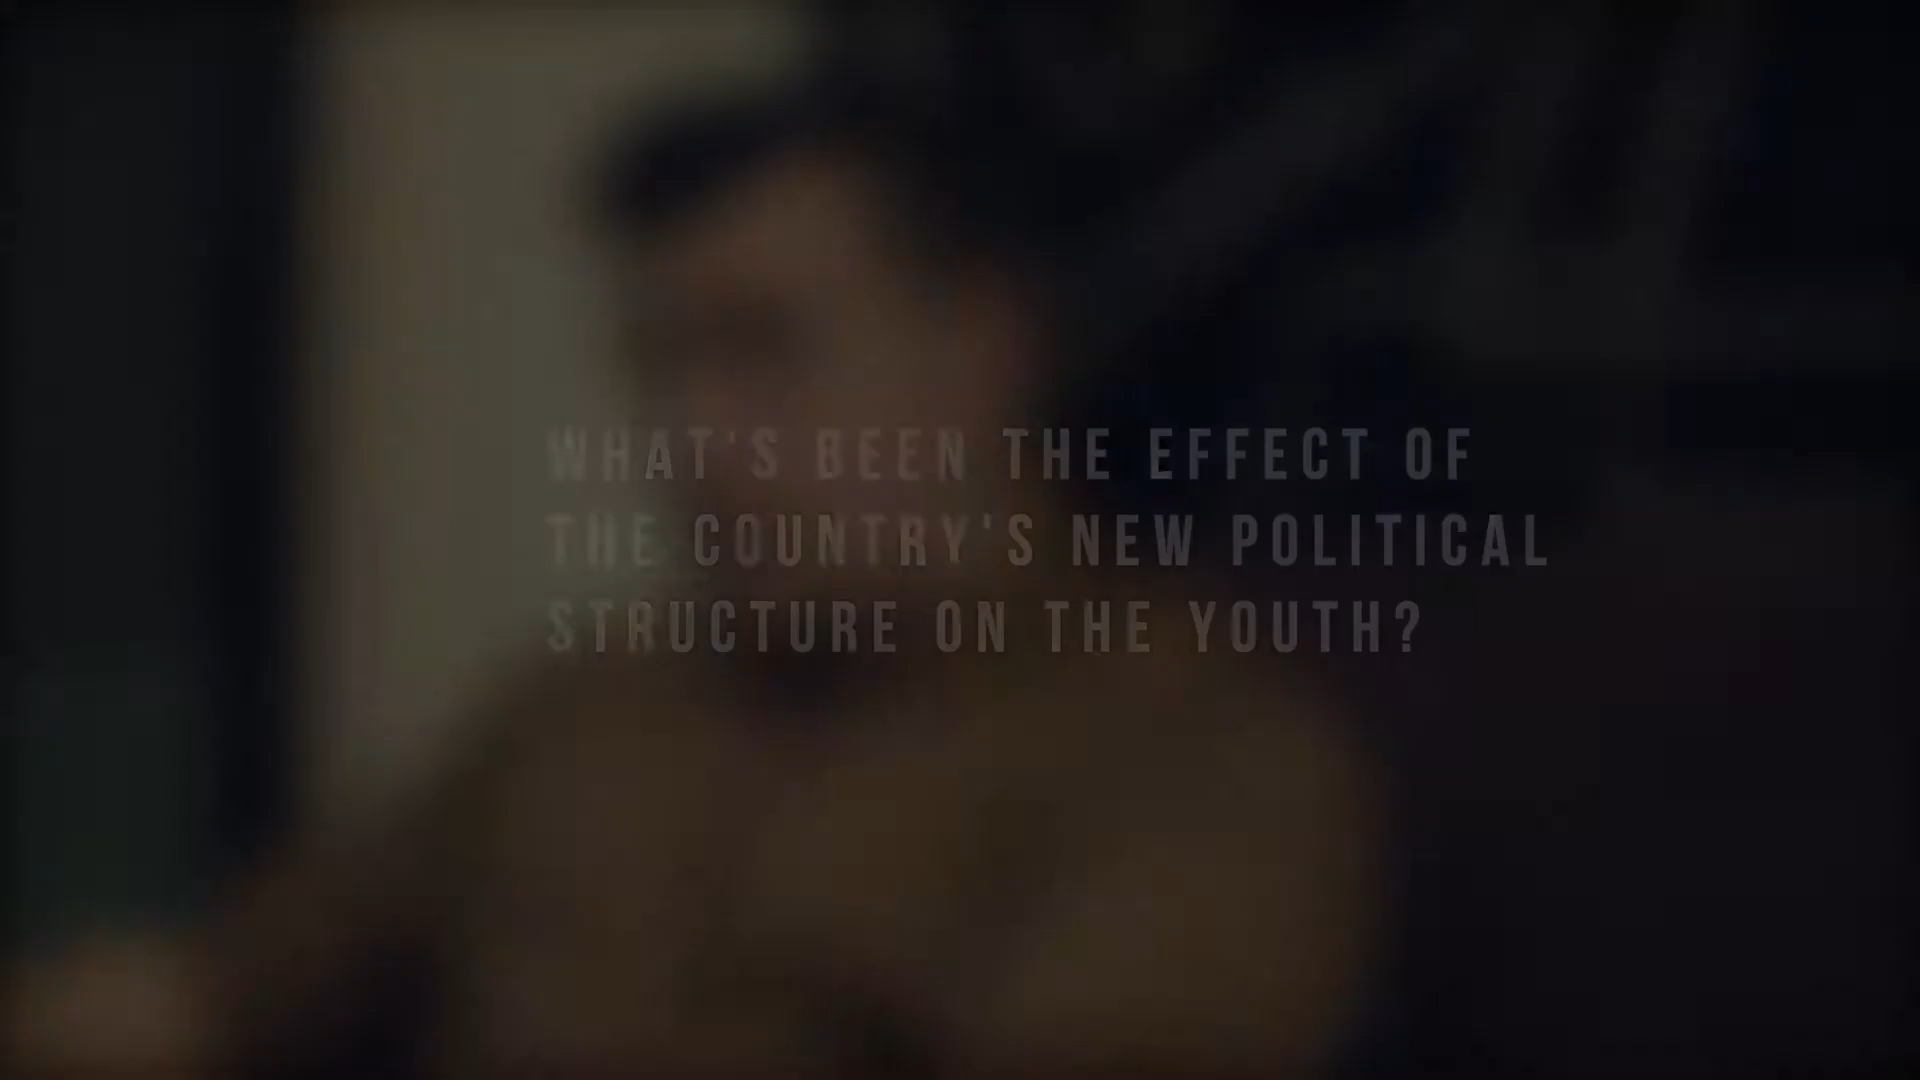 WHAT'S BEEN THE EFFECT OF
THE COUNTRY'S NEW POLITICAL
STRUCTURE ON THE YOUTH?